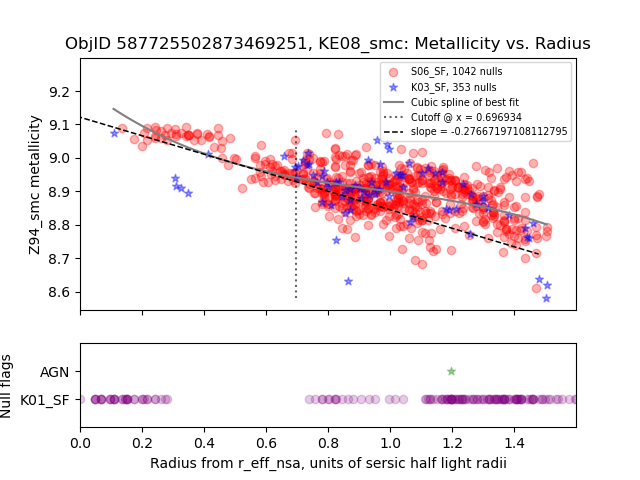 ObjID 587725502873469251, KE08_smc: Metallicity vs. Radius
S06_SF, 1042 nulls
K03_SF, 353 nulls
Cubic spline of best fit
Cutoff @ x = 0.696934
slope = -0.27667197108112795
Z94_smc metallicity
9.2
9.1
9.0
8.9
8.8
8.7
8.6
Null flags
AGN
K01_SF
0.0 0.2 0.4 0.6 0.8 1.0 1.2 1.4
Radius from r_eff_nsa, units of sersic half light radii